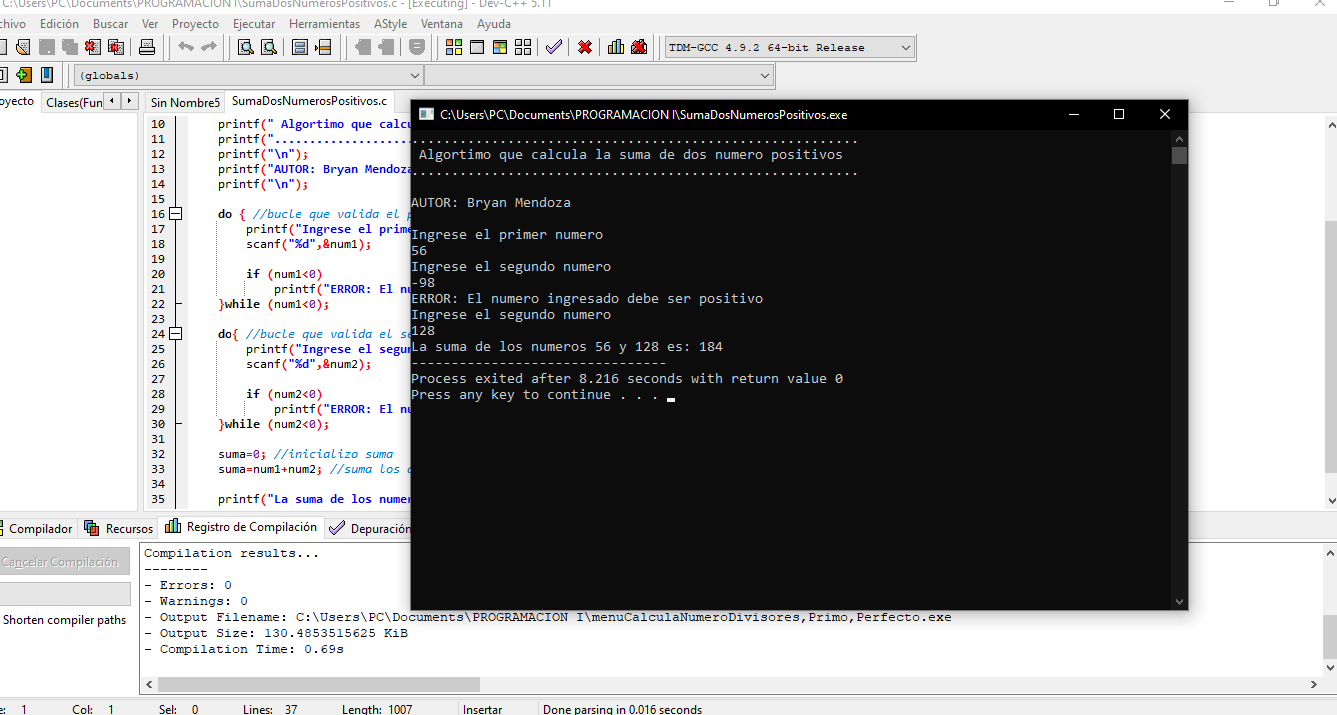 C:\Users\PC\Documents\PROGRAMACION I\SumaDosNumerosPositivos.c - [Executing] - Dev-C++ 5.11
chivo Edición Buscar Ver Proyecto Ejecutar Herramientas AStyle Ventana Ayuda
TDM-GCC 4.9.2 64-bit Release
(globals)
oyecto Clases(Fun Sin Nombre5 SumaDosNumerosPositivos.c
10 printf(" Algortimo que calcu
11 printf("....................
12 printf("\n");
13 printf("AUTOR: Bryan Mendoza
14 printf("\n");
15
16 do { //bucle que valida el p
17 printf("Ingrese el prime
18 scanf("%d",&num1);
19
20 if (num1<0)
21 printf("ERROR: El nu
22 }while (num1<0);
23
24 do{ //bucle que valida el se
25 printf("Ingrese el segun
26 scanf("%d",&num2);
27
28 if (num2<0)
29 printf("ERROR: El nu
30 }while (num2<0);
31
32 suma=0; //inicializo suma
33 suma=num1+num2; //suma los d
34
35 printf("La suma de los numer
C:\Users\PC\Documents\PROGRAMACION I\SumaDosNumerosPositivos.exe
........................................................
Algortimo que calcula la suma de dos numero positivos
........................................................
AUTOR: Bryan Mendoza
Ingrese el primer numero
56
Ingrese el segundo numero
-98
ERROR: El numero ingresado debe ser positivo
Ingrese el segundo numero
128
La suma de los numeros 56 y 128 es: 184
--------------------------------
Process exited after 8.216 seconds with return value 0
Press any key to continue . . .
Compilador Recursos Registro de Compilación Depuración
Cancelar Compilación
Shorten compiler paths
Compilation results...
--------
- Errors: 0
- Warnings: 0
- Output Filename: C:\Users\PC\Documents\PROGRAMACION I\menuCalculaNumeroDivisores,Primo,Perfecto.exe
- Output Size: 130.4853515625 KiB
- Compilation Time: 0.69s
e: 1 Col: 1 Sel: 0 Lines: 37 Length: 1007 Insertar Done parsing in 0.016 seconds